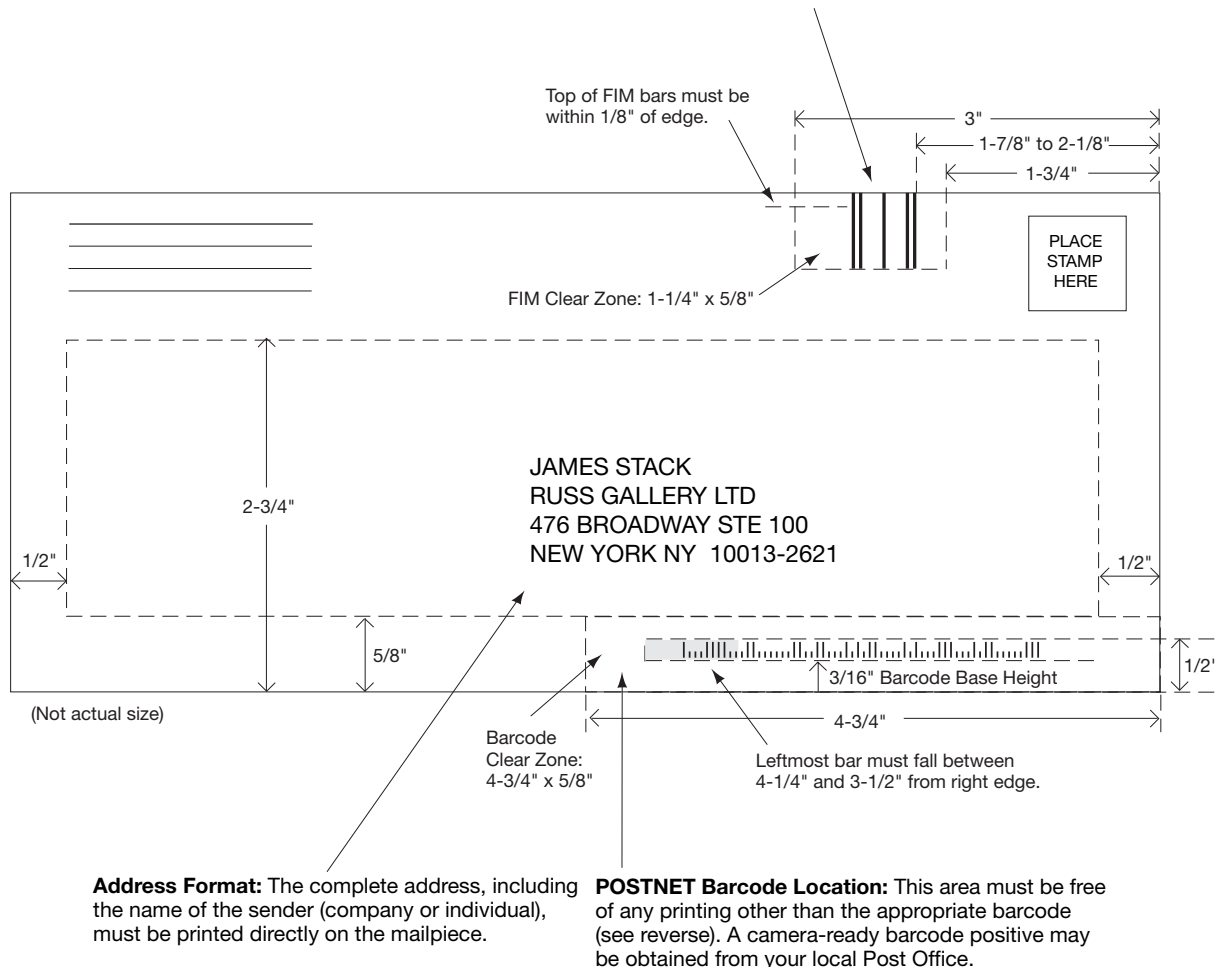 Top of FIM bars must be
within 1/8" of edge.
3"
1-7/8" to 2-1/8"
1-3/4"
PLACE
STAMP
HERE
FIM Clear Zone: 1-1/4" x 5/8"
JAMES STACK
RUSS GALLERY LTD
476 BROADWAY STE 100
NEW YORK NY  10013-2621
2-3/4"
1/2"
1/2"
5/8"
3/16" Barcode Base Height
1/2'
(Not actual size)
4-3/4"
Barcode
Clear Zone:
4-3/4" x 5/8"
Leftmost bar must fall between
4-1/4" and 3-1/2" from right edge.
Address Format: The complete address, including
the name of the sender (company or individual),
must be printed directly on the mailpiece.
POSTNET Barcode Location: This area must be free
of any printing other than the appropriate barcode
(see reverse). A camera-ready barcode positive may
be obtained from your local Post Office.